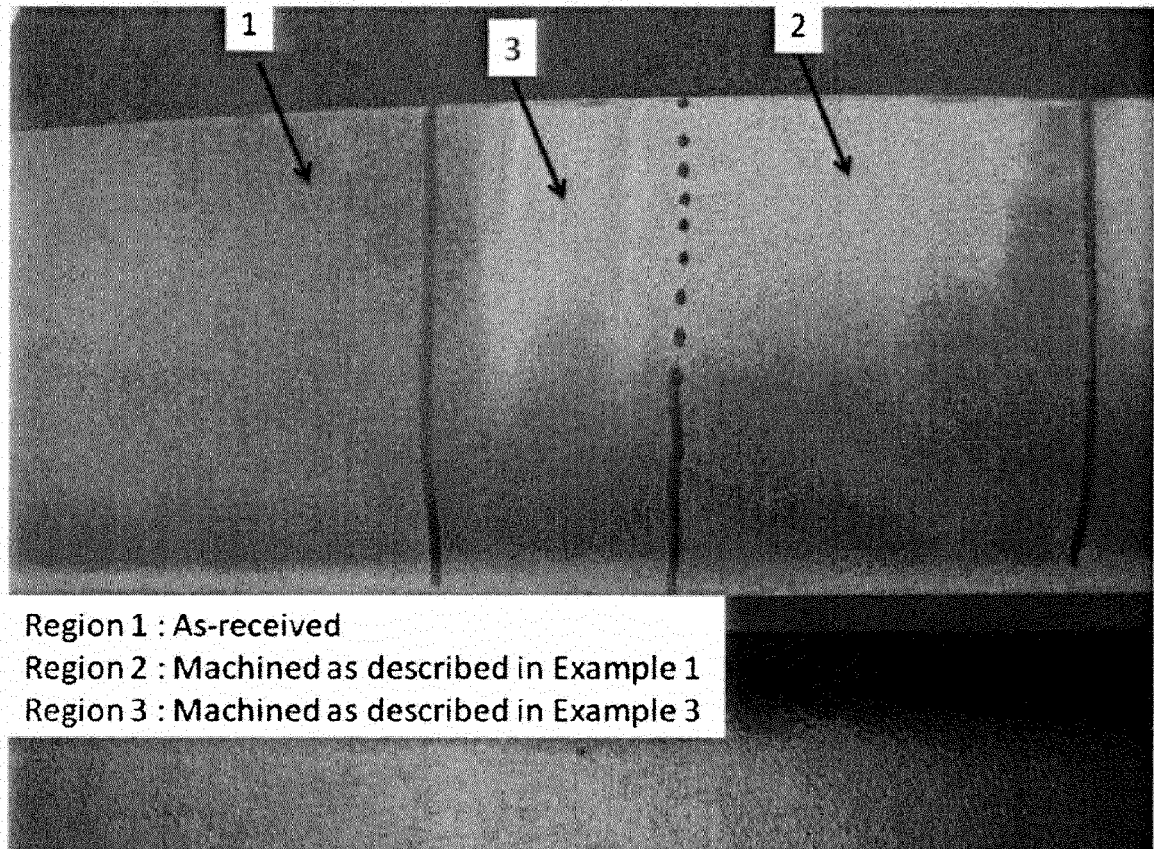 1
3
2
Region 1 : As-received
Region 2 : Machined as described in Example 1
Region 3 : Machined as described in Example 3